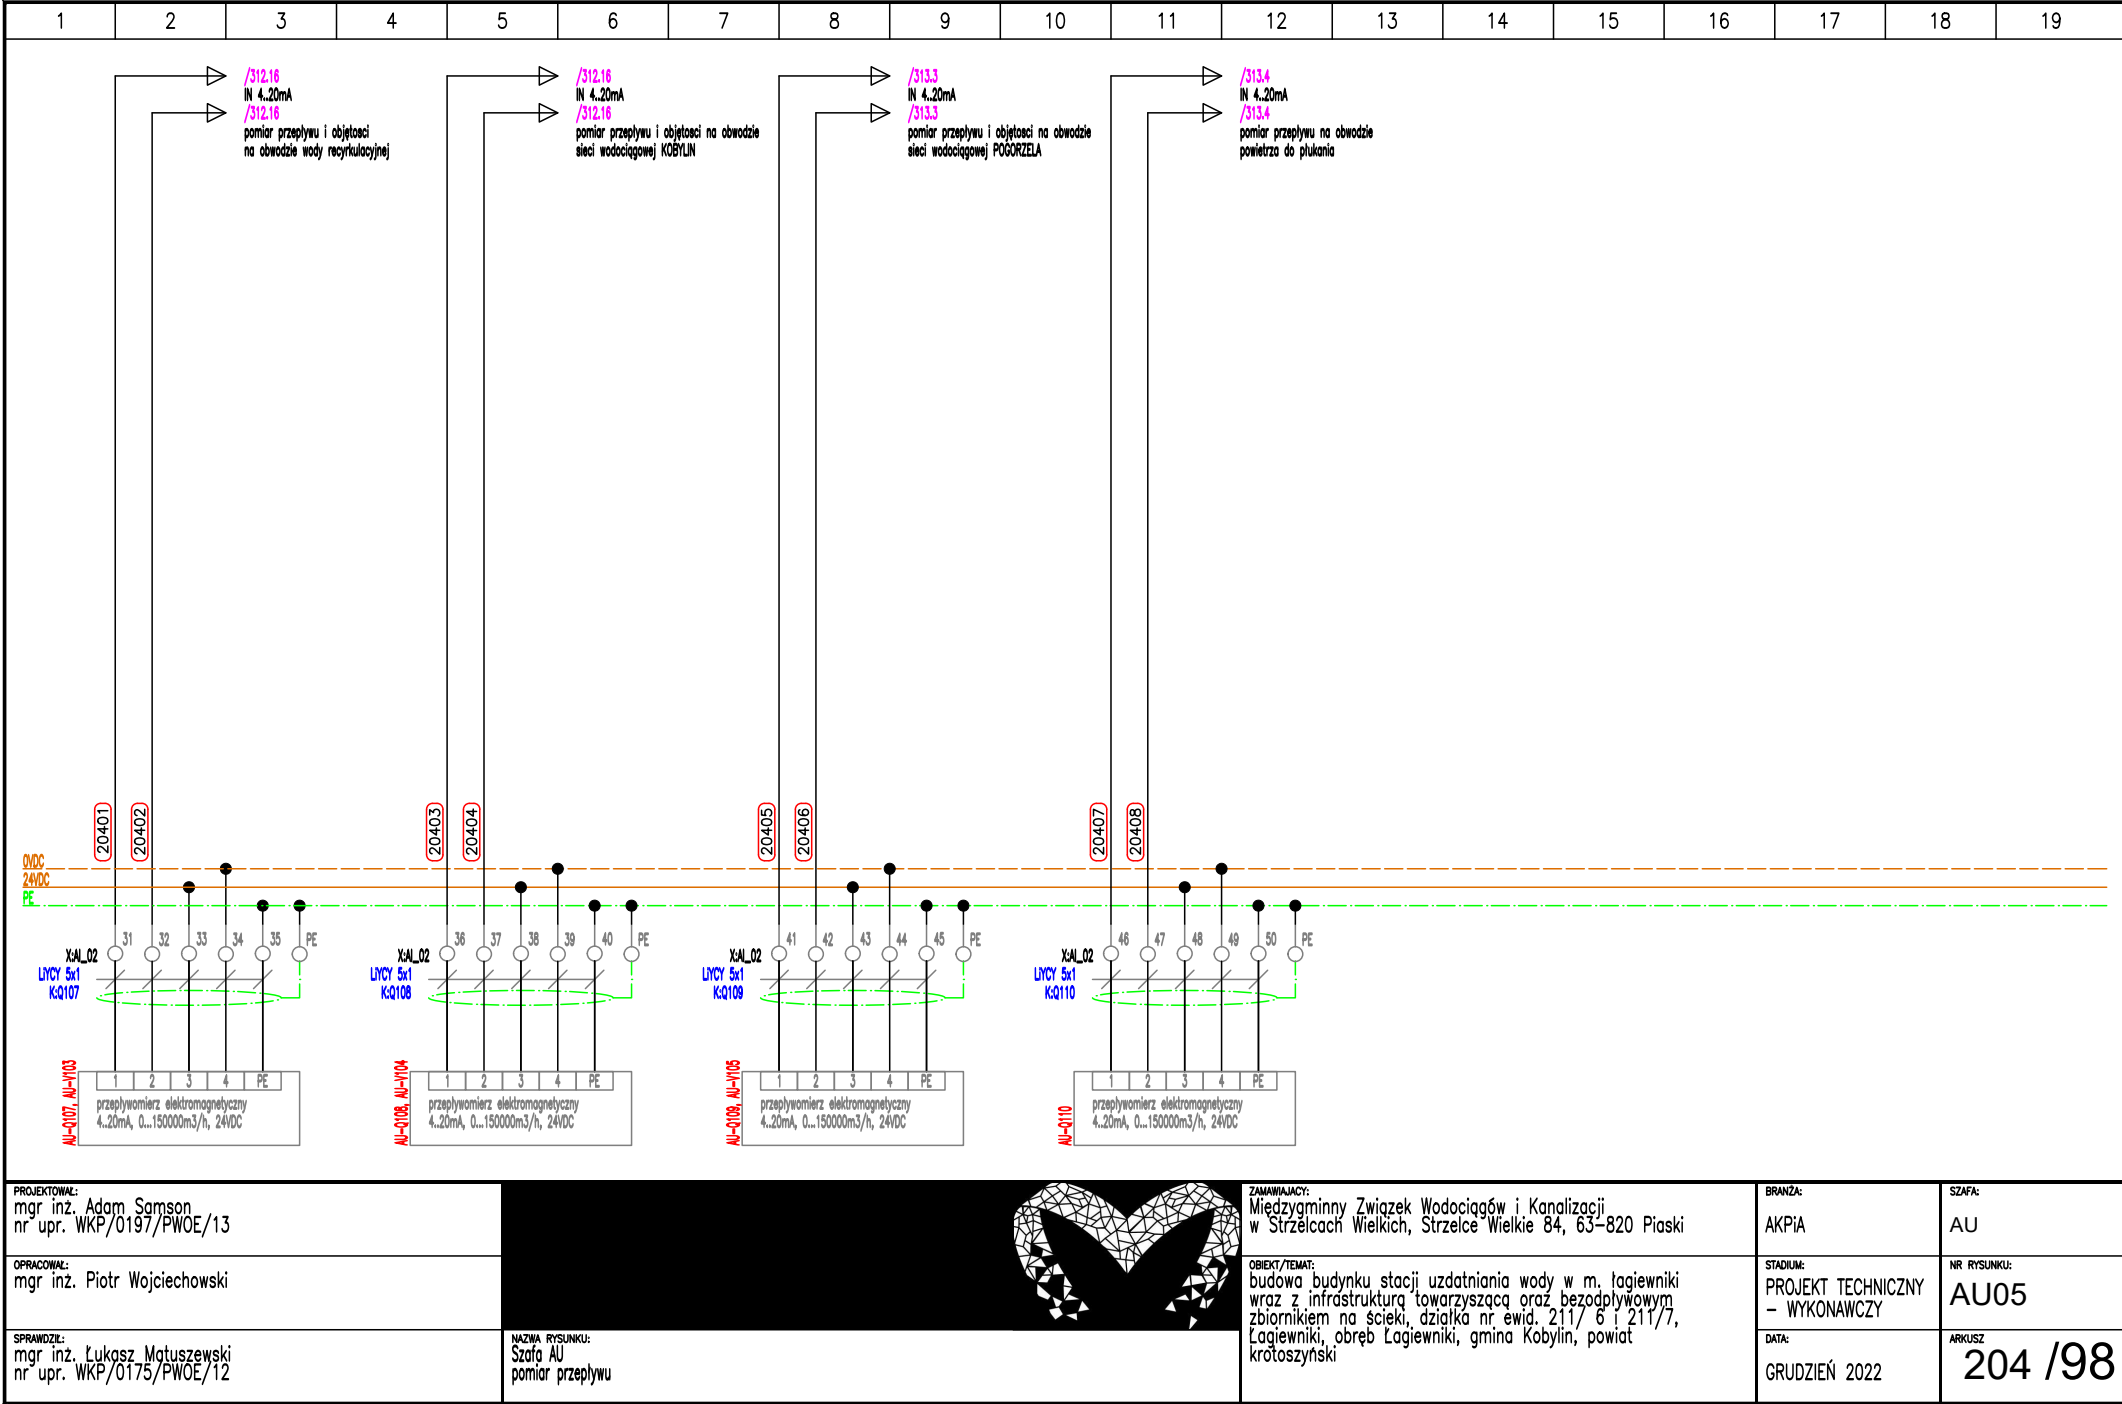 1 2 3 4 5 6 7 8 9 10 11 12 13 14 15 16 17 18 19
/312.16
IN 4..20mA
/312.16
pomiar przepływu i objętosci
na obwodzie wody recyrkulacyjnej
/312.16
IN 4..20mA
/312.16
pomiar przepływu i objętosci na obwodzie
sieci wodociągowej KOBYLIN
/313.3
IN 4..20mA
/313.3
pomiar przepływu i objętosci na obwodzie
sieci wodociągowej POGORZELA
/313.4
IN 4..20mA
/313.4
pomiar przepływu na obwodzie
powietrza do płukania
20401 20402 20403 20404 20405 20406 20407 20408
0VDC
24VDC
PE
31 32 33 34 35 PE
X:AI_02
LIYCY 5x1
K:Q107
36 37 38 39 40 PE
X:AI_02
LIYCY 5x1
K:Q108
41 42 43 44 45 PE
X:AI_02
LIYCY 5x1
K:Q109
46 47 48 49 50 PE
X:AI_02
LIYCY 5x1
K:Q110
AU-Q107, AU-V103
1 2 3 4 PE
przepływomierz elektromagnetyczny
4..20mA, 0...150000m3/h, 24VDC
AU-Q108, AU-V104
1 2 3 4 PE
przepływomierz elektromagnetyczny
4..20mA, 0...150000m3/h, 24VDC
AU-Q109, AU-V105
1 2 3 4 PE
przepływomierz elektromagnetyczny
4..20mA, 0...150000m3/h, 24VDC
AU-Q110
1 2 3 4 PE
przepływomierz elektromagnetyczny
4..20mA, 0...150000m3/h, 24VDC
PROJEKTOWAŁ:
mgr inż. Adam Samson
nr upr. WKP/0197/PWOE/13
OPRACOWAŁ:
mgr inż. Piotr Wojciechowski
SPRAWDZIŁ:
mgr inż. Łukasz Matuszewski
nr upr. WKP/0175/PWOE/12
NAZWA RYSUNKU:
Szafa AU
pomiar przepływu
ZAMAWIAJACY:
Międzygminny Związek Wodociągów i Kanalizacji
w Strzelcach Wielkich, Strzelce Wielkie 84, 63-820 Piaski
OBIEKT/TEMAT:
budowa budynku stacji uzdatniania wody w m. łagiewniki
wraz z infrastrukturą towarzyszącą oraz bezodpływowym
zbiornikiem na ścieki, działka nr ewid. 211/ 6 i 211/7,
Łagiewniki, obręb Łagiewniki, gmina Kobylin, powiat
krotoszyński
BRANŻA:
AKPiA
STADIUM:
PROJEKT TECHNICZNY
- WYKONAWCZY
DATA:
GRUDZIEŃ 2022
SZAFA:
AU
NR RYSUNKU:
AU05
ARKUSZ
204 /98